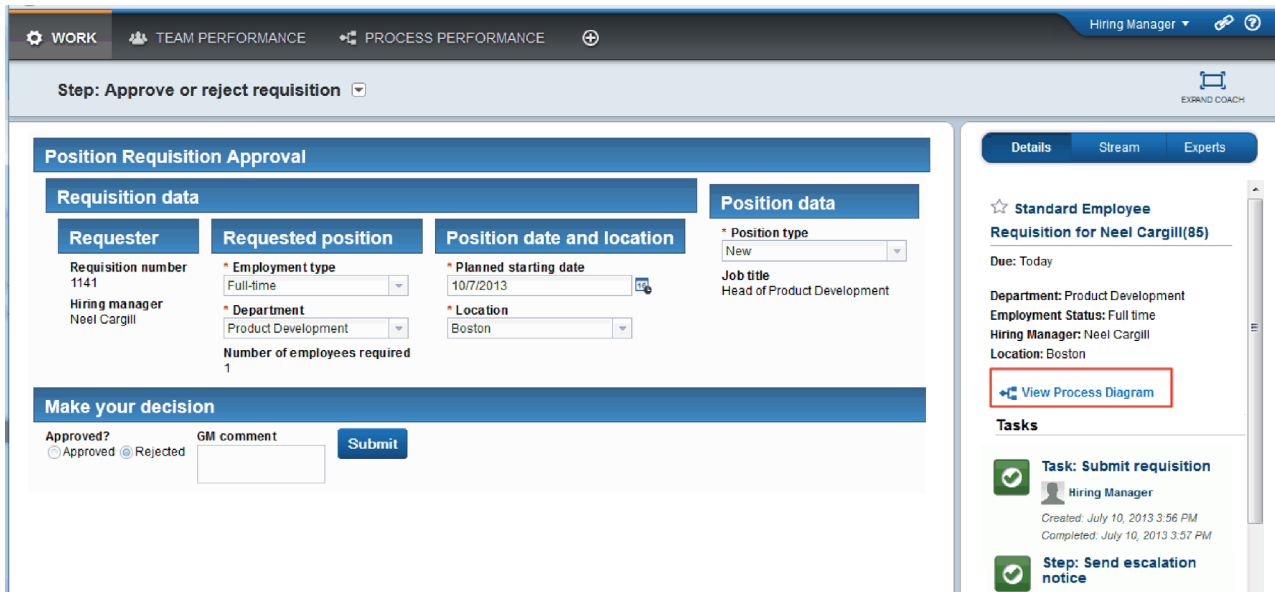 Hiring Manager
WORK
TEAM PERFORMANCE
PROCESS PERFORMANCE
Step: Approve or reject requisition
EXPAND COACH
Position Requisition Approval
Requisition data
Requester
Requisition number
1141
Hiring manager
Neel Cargill
Requested position
* Employment type
Full-time
* Department
Product Development
Number of employees required
1
Position date and location
* Planned starting date
10/7/2013
* Location
Boston
Position data
* Position type
New
Job title
Head of Product Development
Make your decision
Approved?
Approved Rejected
GM comment
Submit
Details Stream Experts
Standard Employee
Requisition for Neel Cargill(85)
Due: Today
Department: Product Development
Employment Status: Full time
Hiring Manager: Neel Cargill
Location: Boston
View Process Diagram
Tasks
Task: Submit requisition
Hiring Manager
Created: July 10, 2013 3:56 PM
Completed: July 10, 2013 3:57 PM
Step: Send escalation
notice